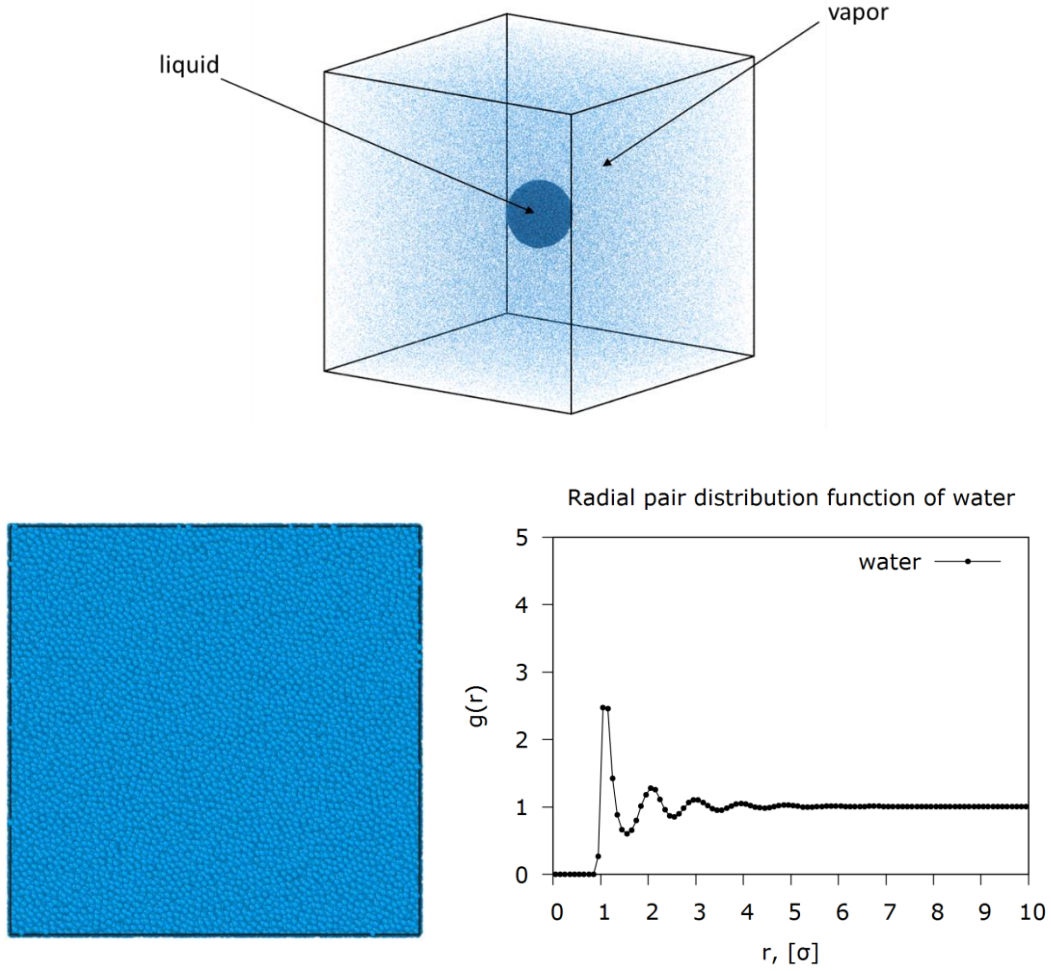 vapor
liquid
Radial pair distribution function of water
5
water
4
3
g(r)
2
1
0
0 1 2 3 4 5 6 7 8 9 10
r, [σ]